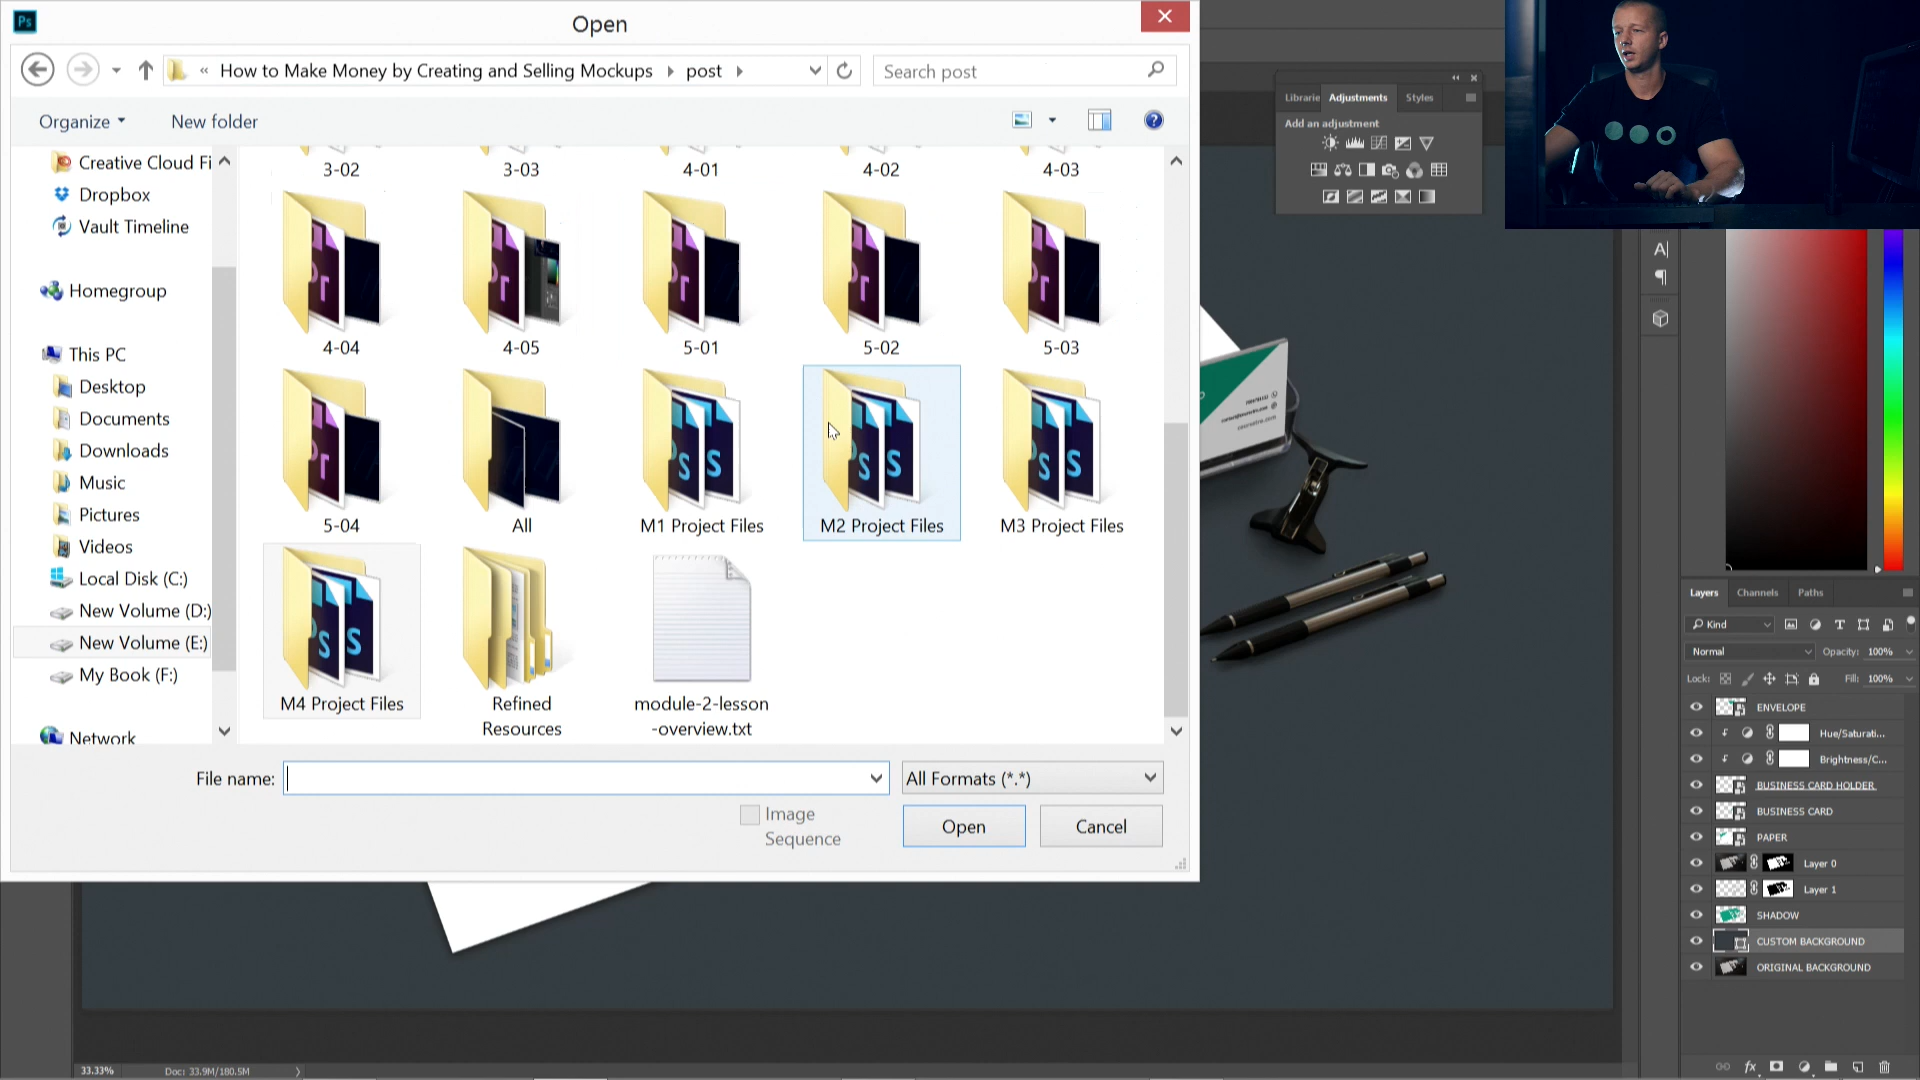 Ps
Open
« How to Make Money by Creating and Selling Mockups
post
Search post
Organize
New folder
Creative Cloud Fi
Dropbox
Vault Timeline
Homegroup
This PC
Desktop
Documents
Downloads
Music
Pictures
Videos
Local Disk (C:)
New Volume (D:)
New Volume (E:)
My Book (F:)
Network
3-02
3-03
4-01
4-02
4-03
4-04
4-05
5-01
5-02
5-03
5-04
All
M1 Project Files
M2 Project Files
M3 Project Files
M4 Project Files
Refined
Resources
module-2-lesson
-overview.txt
File name:
All Formats (*.*)
Image
Sequence
Open
Cancel
Librarie
Adjustments
Styles
Add an adjustment
Layers
Channels
Paths
Kind
Normal
Opacity: 100%
Lock:
Fill: 100%
ENVELOPE
Hue/Saturati...
Brightness/C...
BUSINESS CARD HOLDER
BUSINESS CARD
PAPER
Layer 0
Layer 1
SHADOW
CUSTOM BACKGROUND
ORIGINAL BACKGROUND
fx
33.33%
Doc: 33.9M/180.5M